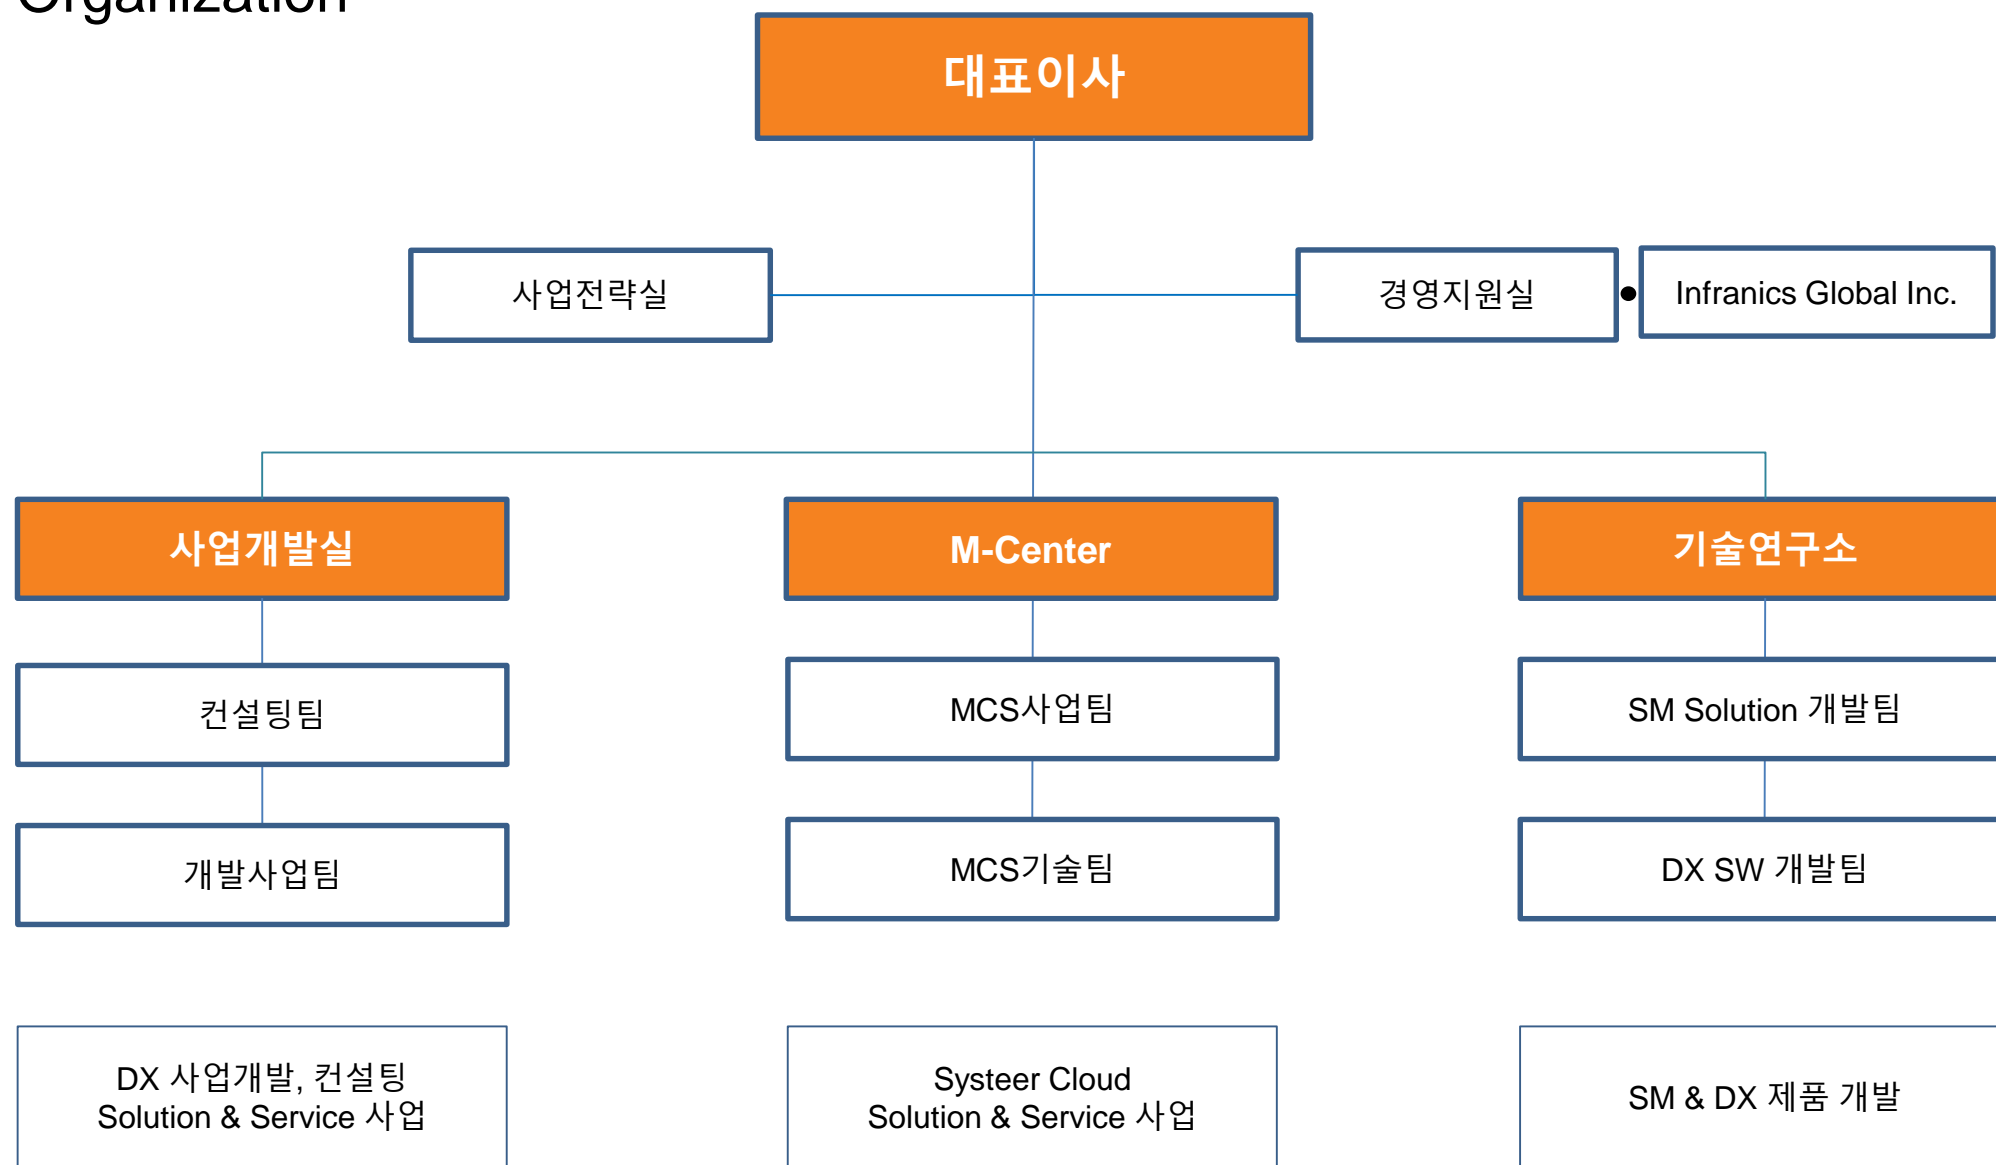 Organization
대표이사
사업전략실
경영지원실
Infranics Global Inc.
사업개발실
M-Center
기술연구소
컨설팅팀
MCS사업팀
SM Solution 개발팀
개발사업팀
MCS기술팀
DX SW 개발팀
DX 사업개발, 컨설팅
Solution & Service 사업
Systeer Cloud
Solution & Service 사업
SM & DX 제품 개발